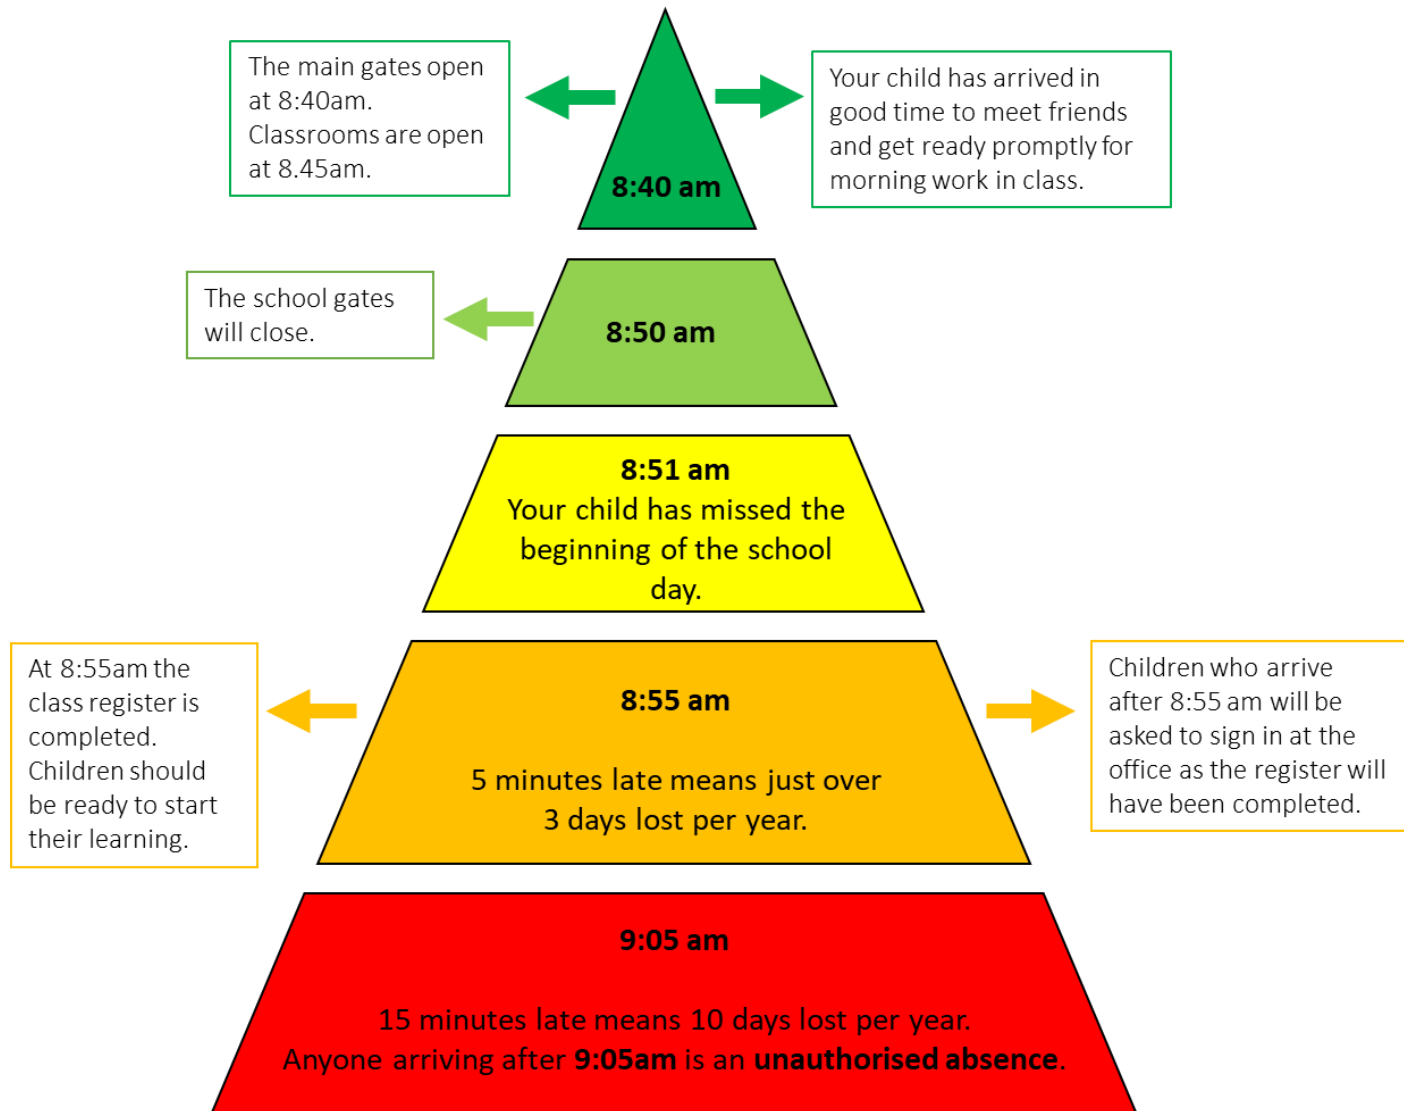 The main gates open
at 8:40am.
Classrooms are open
at 8.45am.
8:40 am
Your child has arrived in
good time to meet friends
and get ready promptly for
morning work in class.
The school gates
will close.
8:50 am
8:51 am
Your child has missed the
beginning of the school
day.
At 8:55am the
class register is
completed.
Children should
be ready to start
their learning.
8:55 am
5 minutes late means just over
3 days lost per year.
Children who arrive
after 8:55 am will be
asked to sign in at the
office as the register will
have been completed.
9:05 am
15 minutes late means 10 days lost per year.
Anyone arriving after 9:05am is an unauthorised absence.